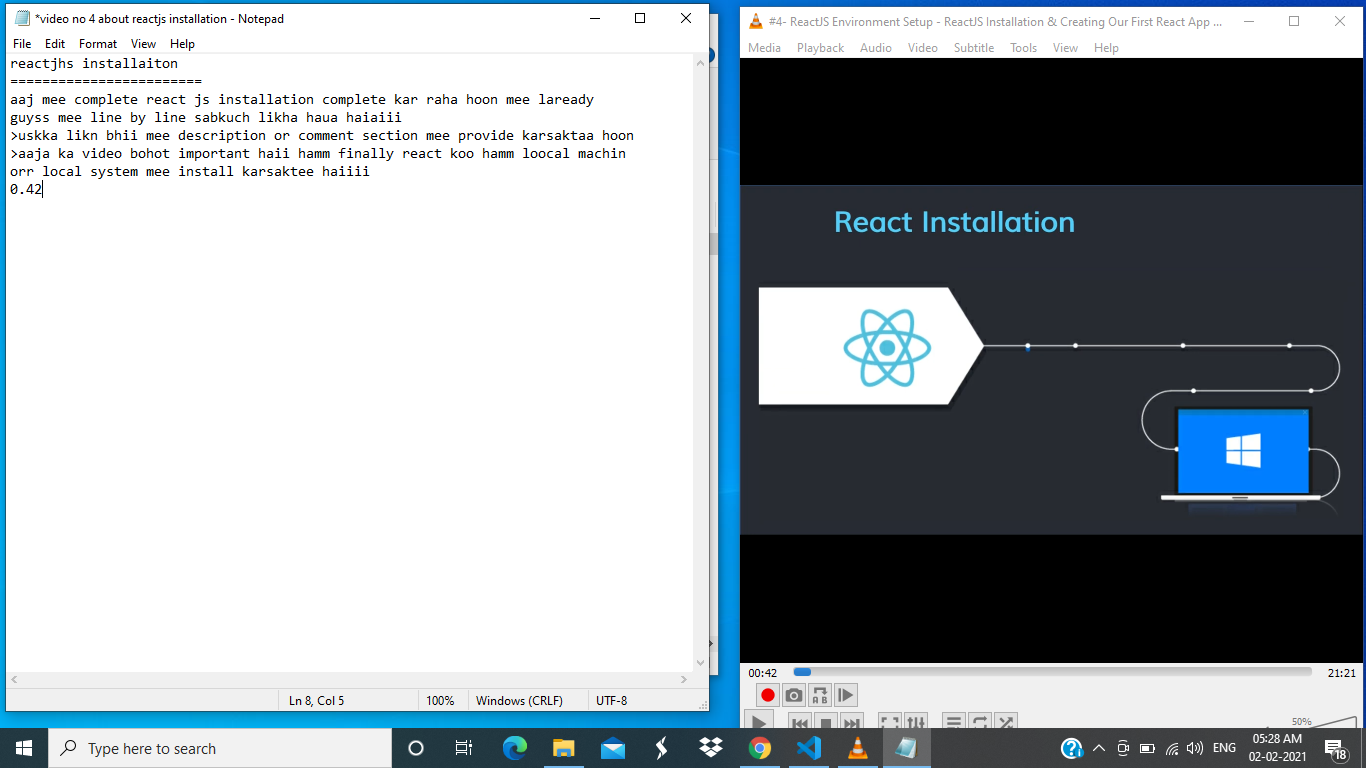 *video no 4 about reactjs installation - Notepad
File Edit Format View Help
reactjhs installaiton
========================
aaj mee complete react js installation complete kar raha hoon mee laready
guyss mee line by line sabkuch likha haua haiaiii
>uskka likn bhii mee description or comment section mee provide karsaktaa hoon
>aaja ka video bohot important haii hamm finally react koo hamm loocal machin
orr local system mee install karsaktee haiiii
0.42
Ln 8, Col 5 100% Windows (CRLF) UTF-8
#4- ReactJS Environment Setup - ReactJS Installation & Creating Our First React App ...
Media Playback Audio Video Subtitle Tools View Help
React Installation
00:42 21:21
A B
50%
Type here to search
ENG
05:28 AM
02-02-2021
18